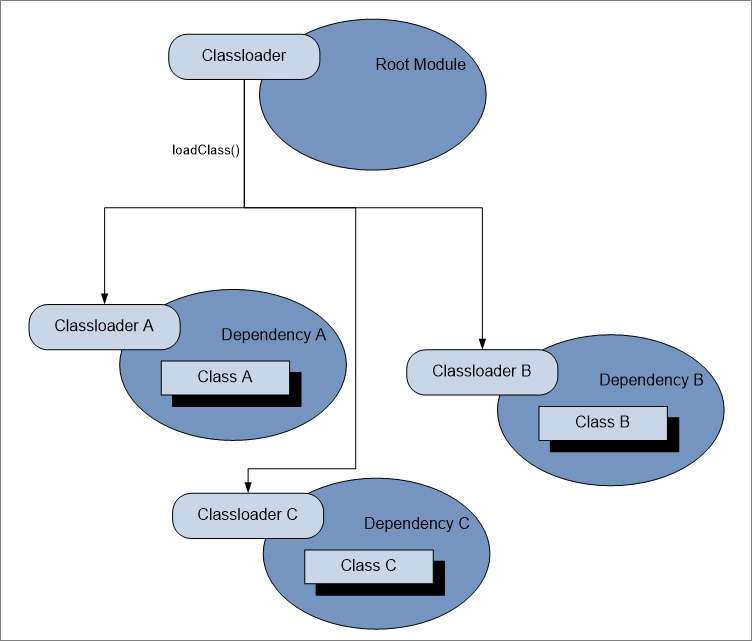 Classloader
Root Module
loadClass()
Classloader A
Dependency A
Class A
Classloader B
Dependency B
Class B
Classloader C
Dependency C
Class C